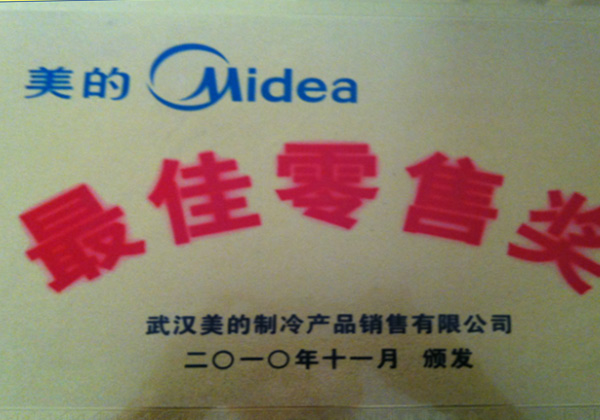 美的 Midea
最佳零售奖
武汉美的制冷产品销售有限公司
二〇一〇年十一月 颁发